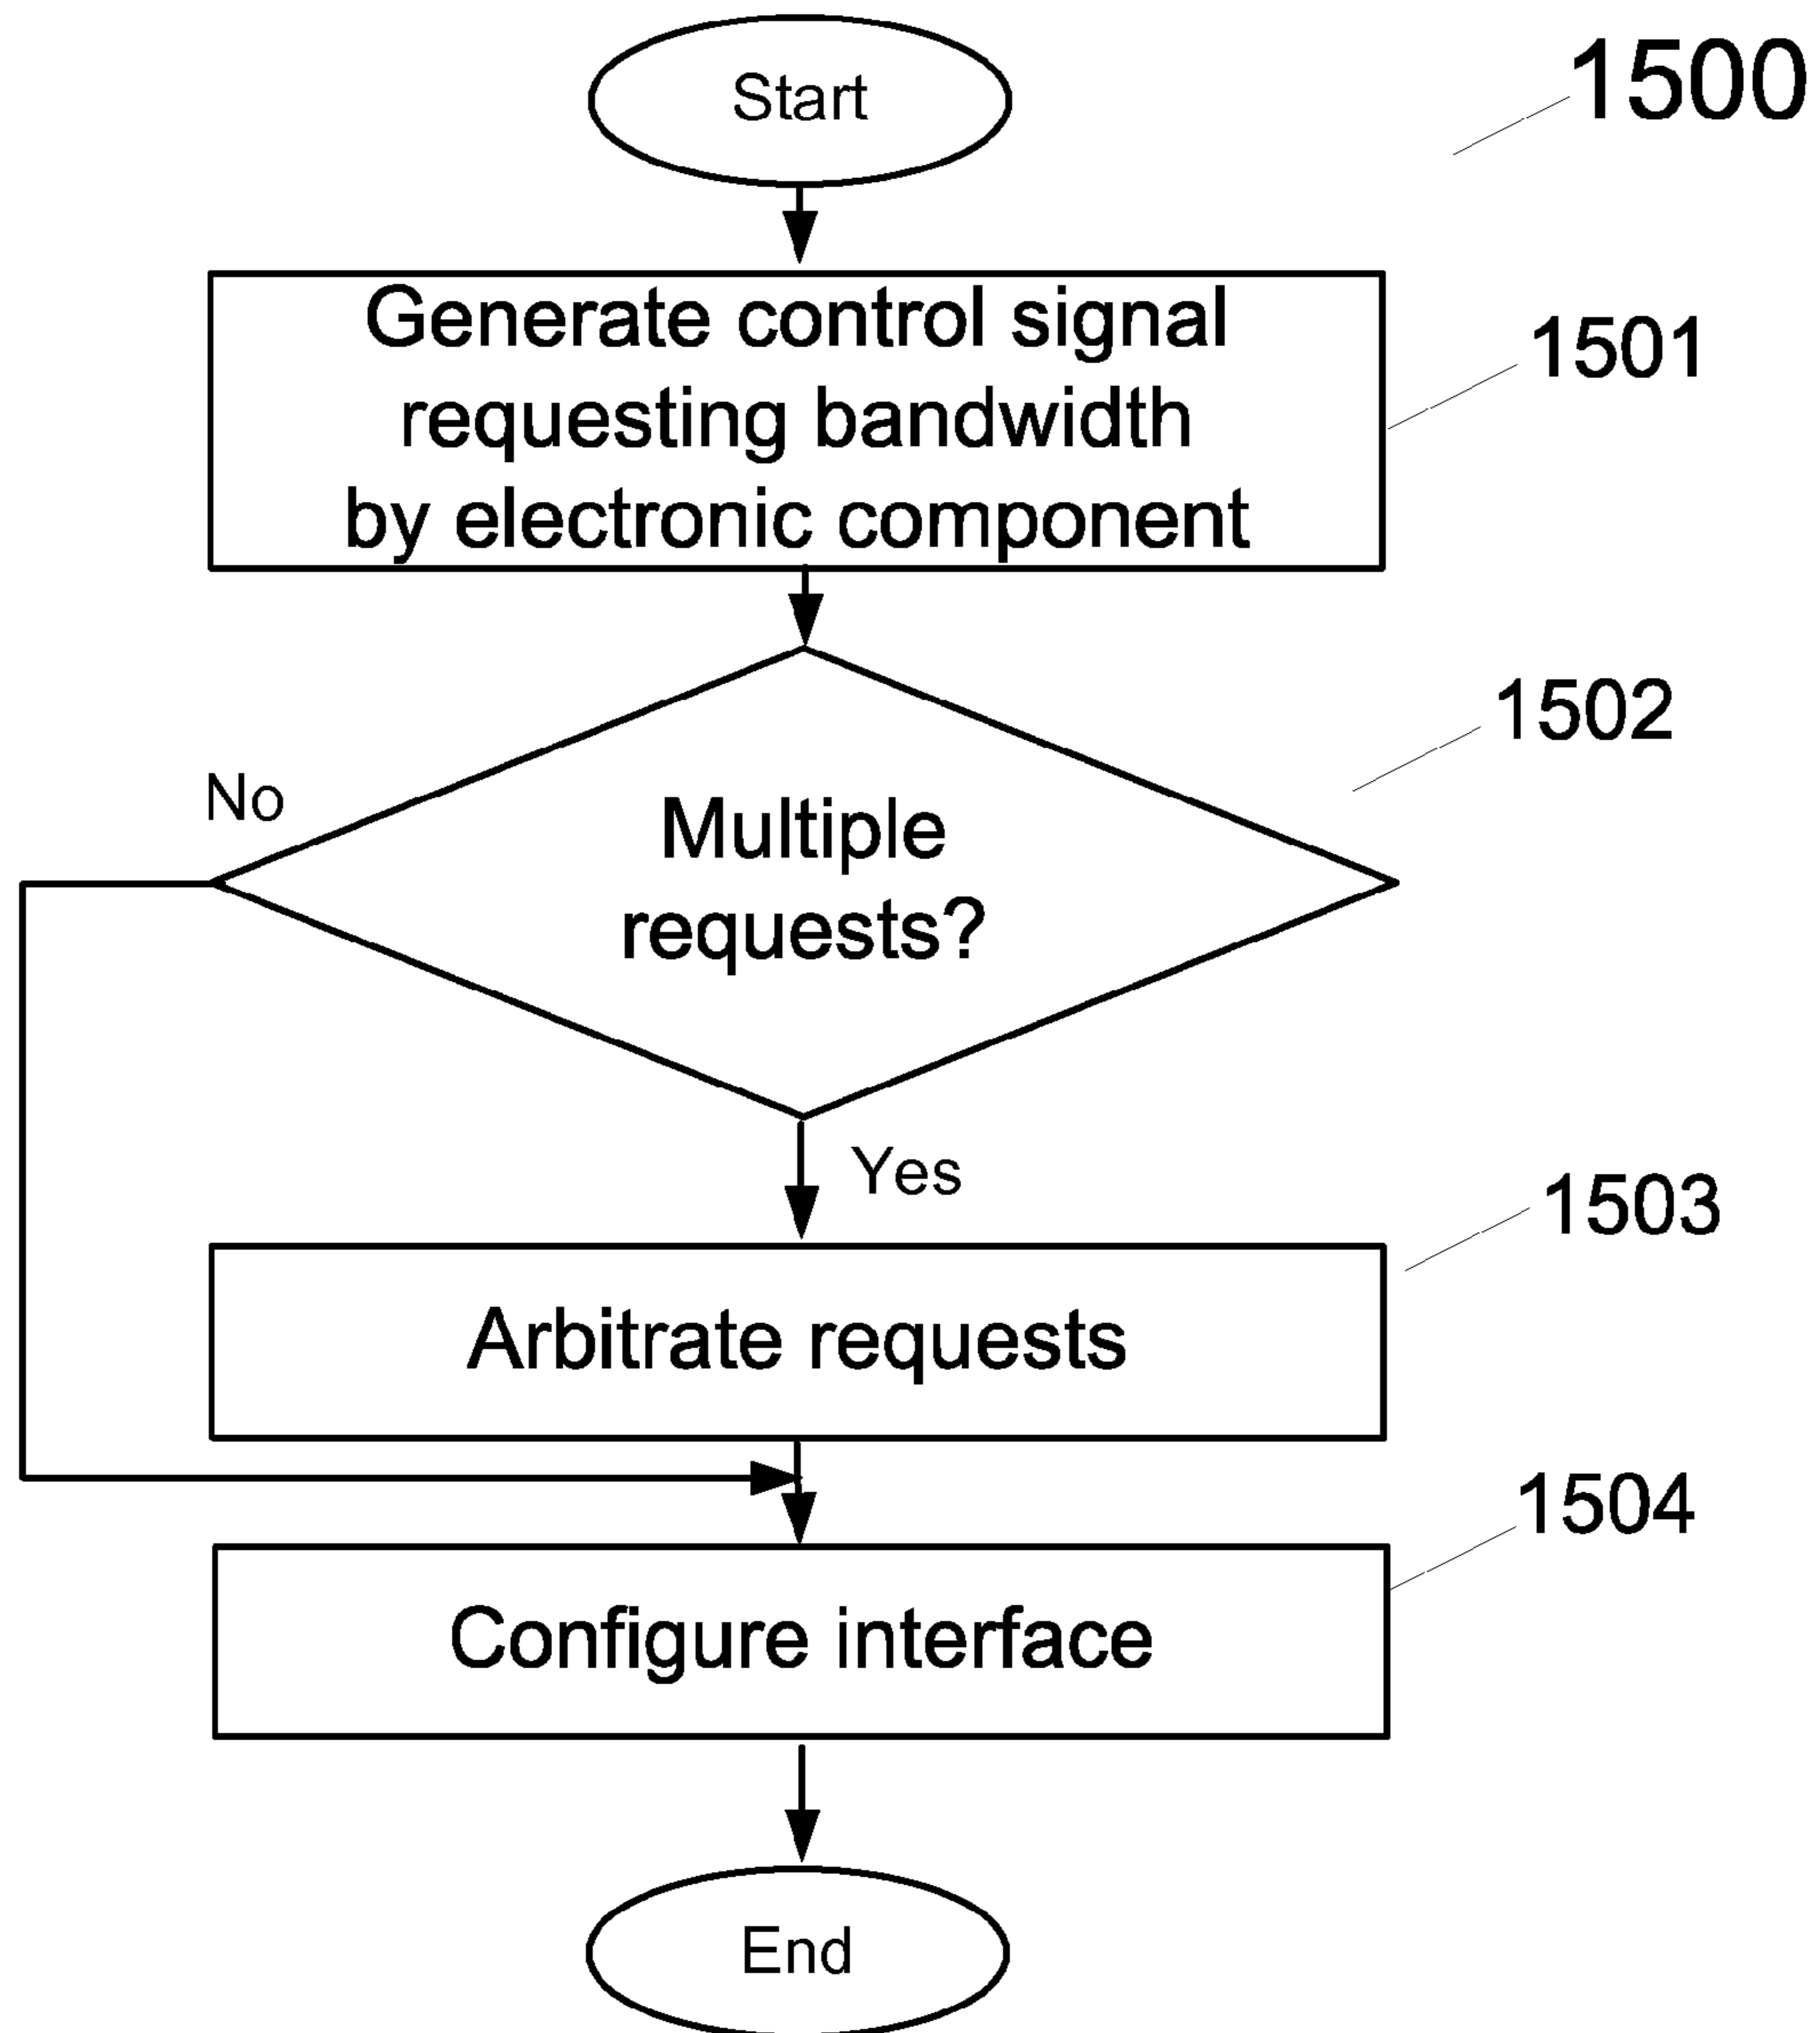 Start
1500
Generate control signal
requesting bandwidth
by electronic component
1501
1502
No
Multiple
requests?
Yes
1503
Arbitrate requests
1504
Configure interface
End